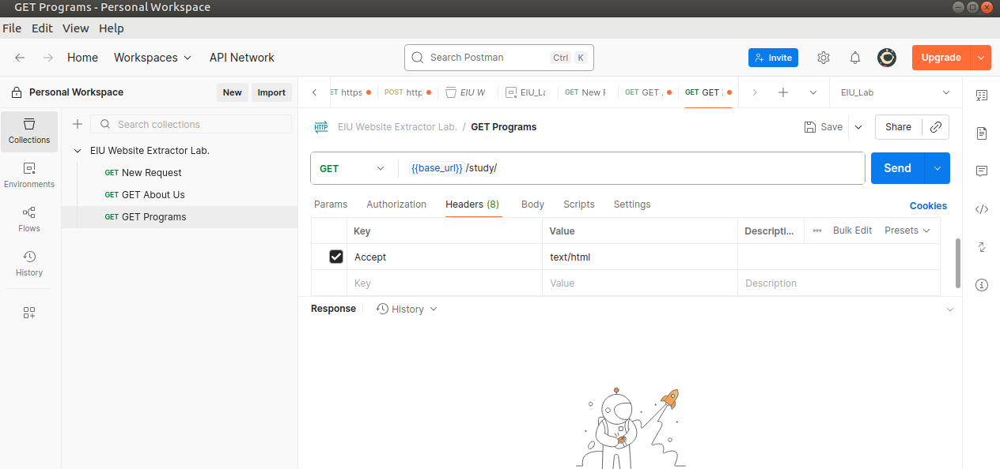 GET Programs - Personal Workspace
File Edit View Help
Home Workspaces API Network
Search Postman Ctrl K
Invite
Upgrade
Personal Workspace New Import
ET https POST http EIU W EIU_La GET New F GET GET . GET GET
EIU_Lab
Collections
Environments
Flows
History
Search collections
EIU Website Extractor Lab.
GET New Request
GET GET About Us
GET GET Programs
HTTP EIU Website Extractor Lab. / GET Programs
Save Share
GET {{base_url}} /study/
Send
Params Authorization Headers (8) Body Scripts Settings Cookies
Key Value Descripti... Bulk Edit Presets
Accept text/html
Key Value Description
Response History